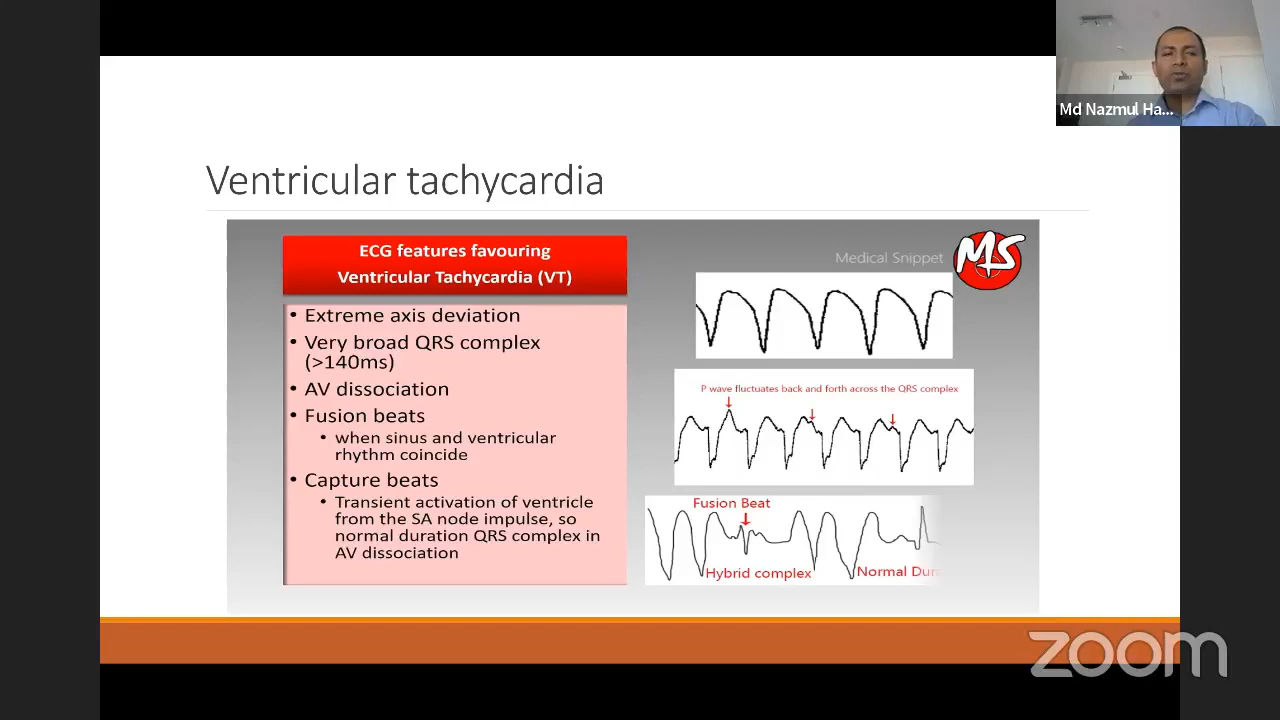 Md Nazmul Ha...
Ventricular tachycardia
ECG features favouring
Ventricular Tachycardia (VT)
• Extreme axis deviation
• Very broad QRS complex
(>140ms)
• AV dissociation
• Fusion beats
• when sinus and ventricular
rhythm coincide
• Capture beats
• Transient activation of ventricle
from the SA node impulse, so
normal duration QRS complex in
AV dissociation
Medical Snippet
MS
P wave fluctuates back and forth across the QRS complex
Fusion Beat
Hybrid complex
Normal Dur
zoom